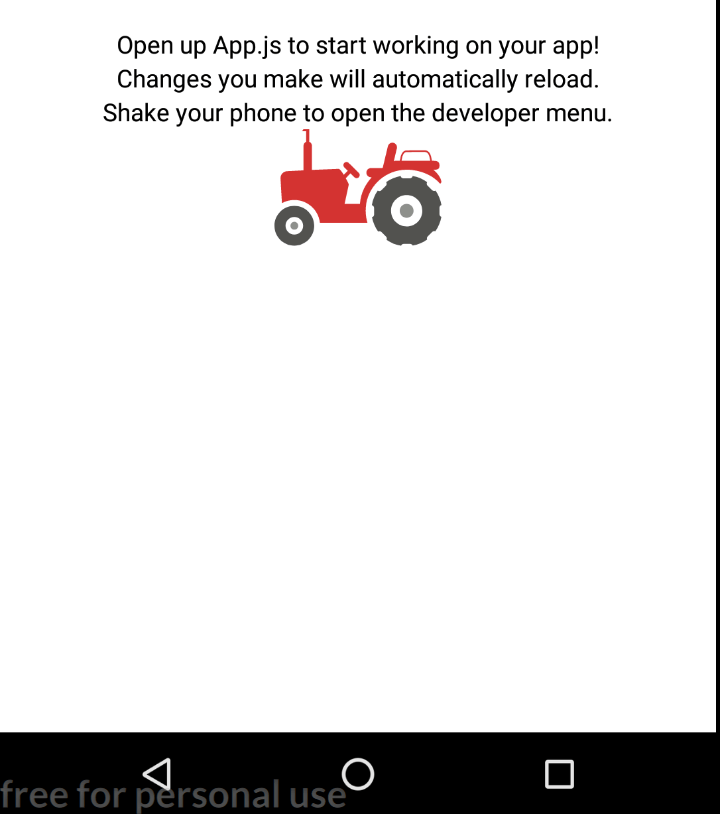 Open up App.js to start working on your app!
Changes you make will automatically reload.
Shake your phone to open the developer menu.
free for personal use